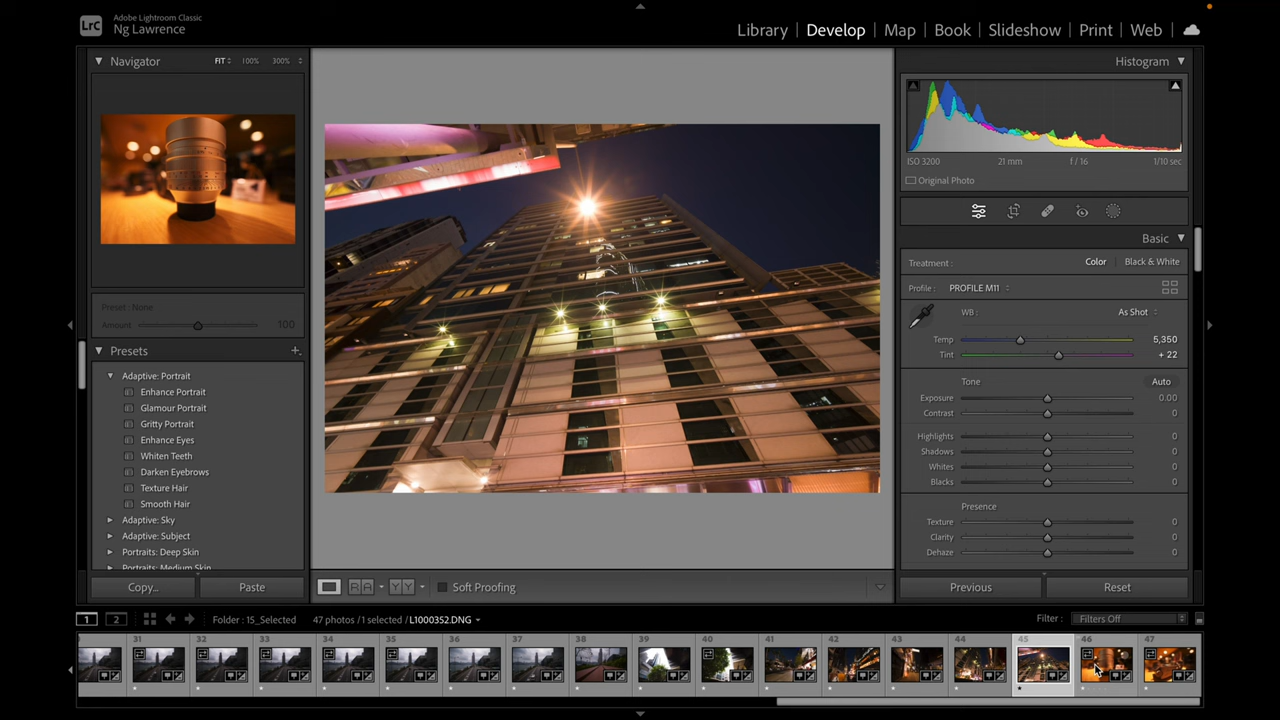 LrC
Adobe Lightroom Classic
Ng Lawrence
Library | Develop | Map | Book | Slideshow | Print | Web
Navigator FIT 100% 300%
Preset: None
Amount 100
Presets
Adaptive: Portrait
Enhance Portrait
Glamour Portrait
Gritty Portrait
Enhance Eyes
Whiten Teeth
Darken Eyebrows
Texture Hair
Smooth Hair
Adaptive: Sky
Adaptive: Subject
Portraits: Deep Skin
Portraits: Medium Skin
Copy... Paste
R A Y Y Soft Proofing
Histogram
ISO 3200 21 mm f / 16 1/10 sec
Original Photo
Basic
Treatment : Color Black & White
Profile : PROFILE M11
WB : As Shot
Temp 5,350
Tint + 22
Tone Auto
Exposure 0.00
Contrast 0
Highlights 0
Shadows 0
Whites 0
Blacks 0
Presence
Texture 0
Clarity 0
Dehaze 0
Previous Reset
1 2 Folder : 15_Selected 47 photos / 1 selected / L1000352.DNG Filter : Filters Off
31 32 33 34 35 36 37 38 39 40 41 42 43 44 45 46 47